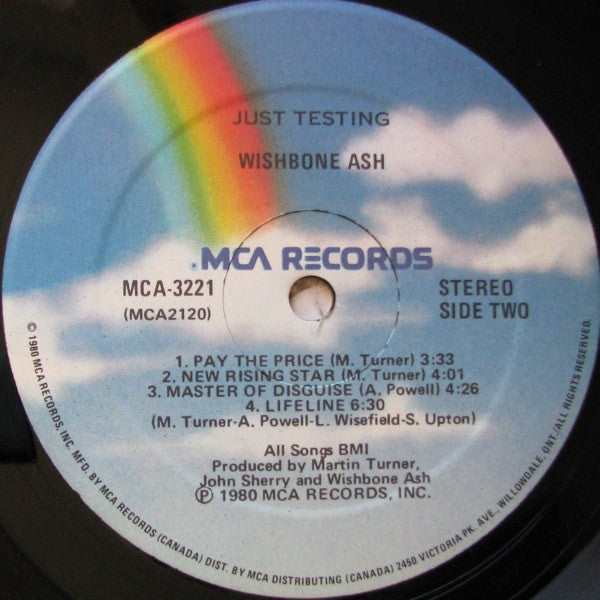 JUST TESTING
WISHBONE ASH
®MCA RECORDS
MCA-3221
(MCA2120)
STEREO
SIDE TWO
1. PAY THE PRICE (M. Turner) 3:33
2. NEW RISING STAR (M. Turner) 4:01
3. MASTER OF DISGUISE (A. Powell) 4:26
4. LIFELINE 6:30
(M. Turner-A. Powell-L. Wisefield-S. Upton)
All Songs BMI
Produced by Martin Turner,
John Sherry and Wishbone Ash
Ⓟ 1980 MCA RECORDS, INC.
© 1980 MCA RECORDS, INC. MFG. BY MCA RECORDS (CANADA) DIST. BY MCA DISTRIBUTING (CANADA) 2450 VICTORIA PK. AVE., WILLOWDALE, ONT./ALL RIGHTS RESERVED.